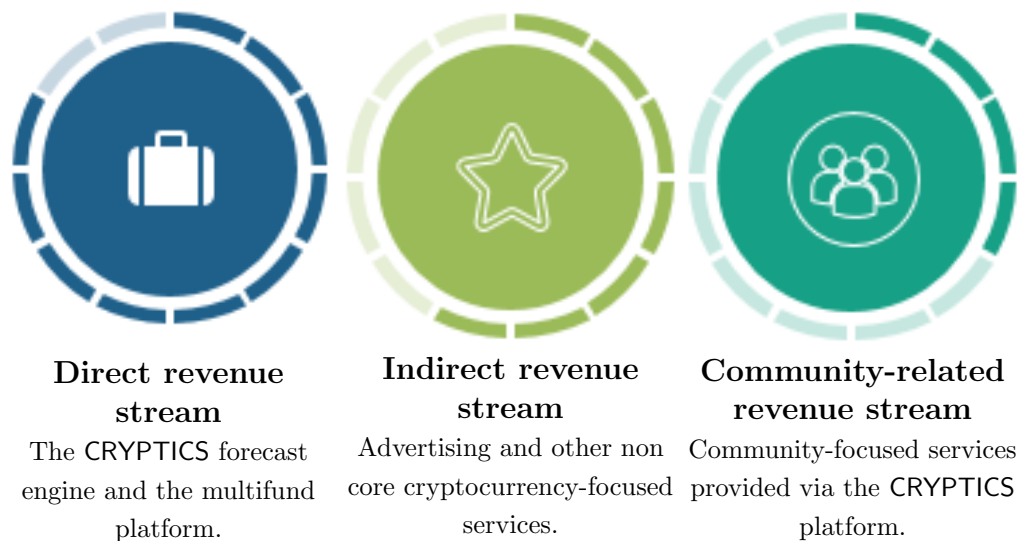 Direct revenue
stream
The CRYPTICS forecast
engine and the multifund
platform.
Indirect revenue
stream
Advertising and other non
core cryptocurrency-focused
services.
Community-related
revenue stream
Community-focused services
provided via the CRYPTICS
platform.